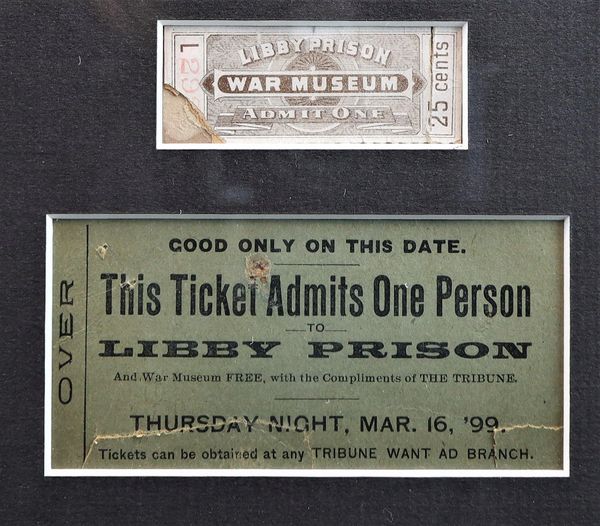 129
LIBBY PRISON
WAR MUSEUM
ADMIT ONE
25 cents
OVER
GOOD ONLY ON THIS DATE.
This Ticket Admits One Person
TO
LIBBY PRISON
And War Museum FREE, with the Compliments of THE TRIBUNE.
THURSDAY NIGHT, MAR. 16, '99.
Tickets can be obtained at any TRIBUNE WANT AD BRANCH.